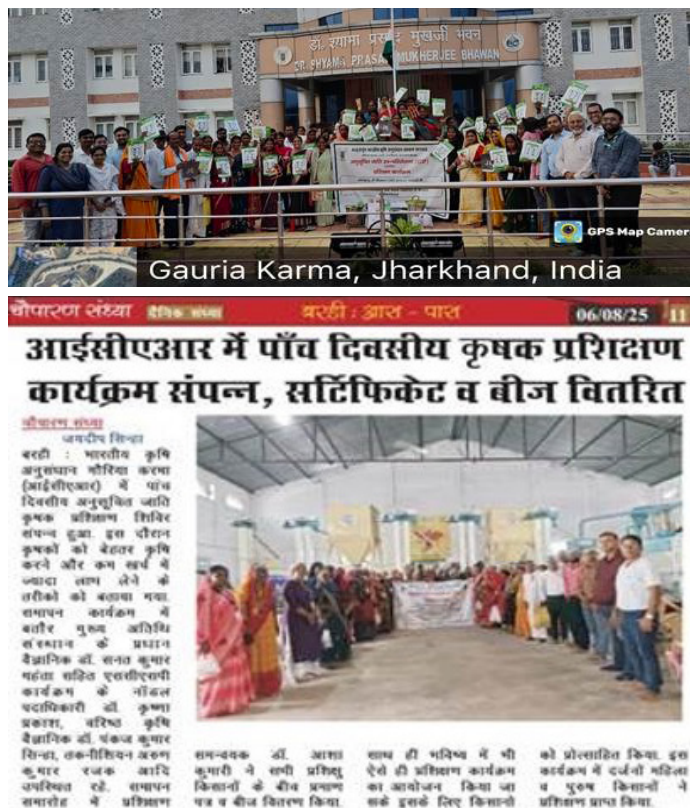 डॉ. श्यामा प्रसाद मुखर्जी भवन
DR. SHYAMA PRASAD MUKHERJEE BHAWAN
GPS Map Camer
Gauria Karma, Jharkhand, India
चौपारण संध्या
दैनिक संध्या
बरही : आस - पास
06/08/25
11
आईसीएआर में पाँच दिवसीय कृषक प्रशिक्षण
कार्यक्रम संपन्न, सर्टिफिकेट व बीज वितरित
चौपारण संध्या
जयदीप सिन्हा
बरही : भारतीय कृषि
अनुसंधान गौरिया करमा
(आईसीएआर) में पांच
दिवसीय अनुसूचित जाति
कृषक प्रशिक्षण शिविर
संपन्न हुआ. इस दौरान
कृषकों को बेहतर कृषि
करने और कम खर्च में
ज्यादा लाभ लेने के
तरीको को बताया गया.
समापन कार्यक्रम में
बतौर मुख्य अतिथि
संस्थान के प्रधान
वैज्ञानिक डॉ. सनत कुमार
महंता सहित एससीएसपी
कार्यक्रम के नोडल
पदाधिकारी डॉ. कृष्णा
प्रकाश, वरिष्ठ कृषि
वैज्ञानिक डॉ. पंकज कुमार
सिन्हा, तकनीशियन अरुण
कुमार रजक आदि
उपस्थित रहे. समापन
समारोह में प्रशिक्षण
समन्वयक डॉ. आशा
कुमारी ने सभी प्रशिक्षु
किसानों के बीच प्रमाण
पत्र व बीज वितरण किया.
साथ ही भविष्य में भी
ऐसे ही प्रशिक्षण कार्यक्रम
का आयोजन किया जा
सके इसके लिए किसानों
को प्रोत्साहित किया. इस
कार्यक्रम में दर्जनों महिला
व पुरुष किसानों ने
प्रशिक्षण प्राप्त